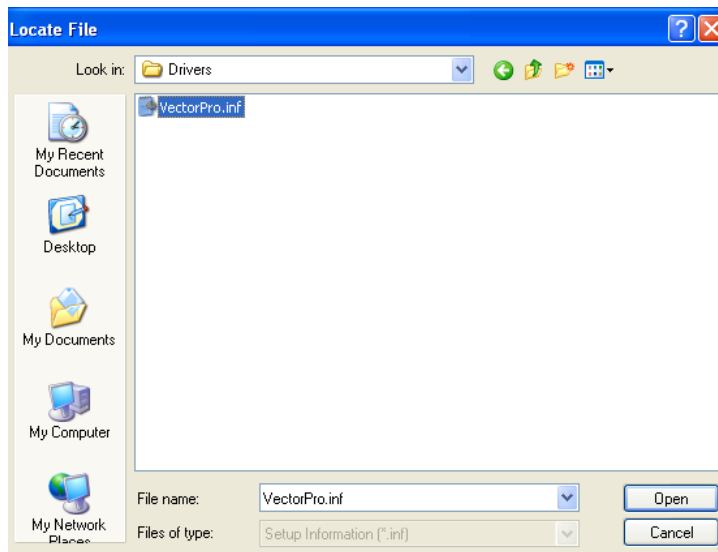 Locate File
Look in:
Drivers
VectorPro.inf
My Recent
Documents
Desktop
My Documents
My Computer
My Network
Places
File name:
VectorPro.inf
Open
Files of type:
Setup Information (*.inf)
Cancel